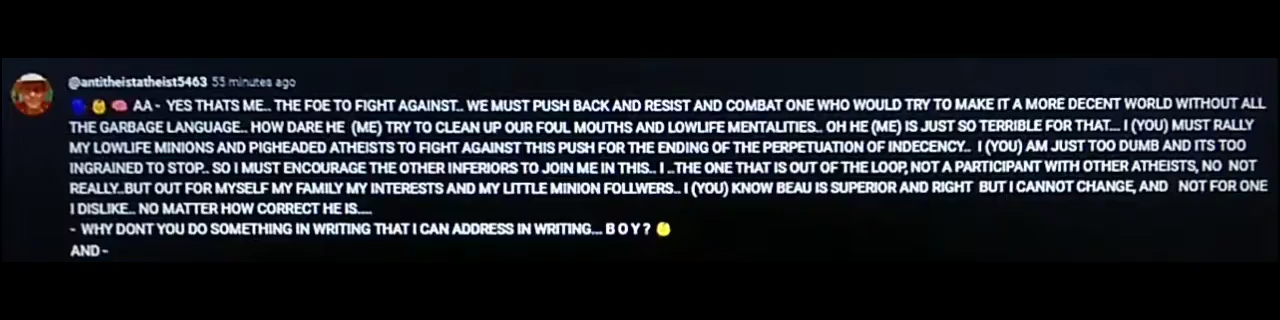 @antitheistatheist5463 55 minutes ago
AA - YES THATS ME.. THE FOE TO FIGHT AGAINST.. WE MUST PUSH BACK AND RESIST AND COMBAT ONE WHO WOULD TRY TO MAKE IT A MORE DECENT WORLD WITHOUT ALL
THE GARBAGE LANGUAGE.. HOW DARE HE (ME) TRY TO CLEAN UP OUR FOUL MOUTHS AND LOWLIFE MENTALITIES.. OH HE (ME) IS JUST SO TERRIBLE FOR THAT.... I (YOU) MUST RALLY
MY LOWLIFE MINIONS AND PIGHEADED ATHEISTS TO FIGHT AGAINST THIS PUSH FOR THE ENDING OF THE PERPETUATION OF INDECENCY.. I (YOU) AM JUST TOO DUMB AND ITS TOO
INGRAINED TO STOP.. SO I MUST ENCOURAGE THE OTHER INFERIORS TO JOIN ME IN THIS.. I ..THE ONE THAT IS OUT OF THE LOOP, NOT A PARTICIPANT WITH OTHER ATHEISTS, NO NOT
REALLY..BUT OUT FOR MYSELF MY FAMILY MY INTERESTS AND MY LITTLE MINION FOLLWERS... I (YOU) KNOW BEAU IS SUPERIOR AND RIGHT BUT I CANNOT CHANGE, AND NOT FOR ONE
I DISLIKE.. NO MATTER HOW CORRECT HE IS.....
- WHY DONT YOU DO SOMETHING IN WRITING THAT I CAN ADDRESS IN WRITING.... B O Y ?
AND -